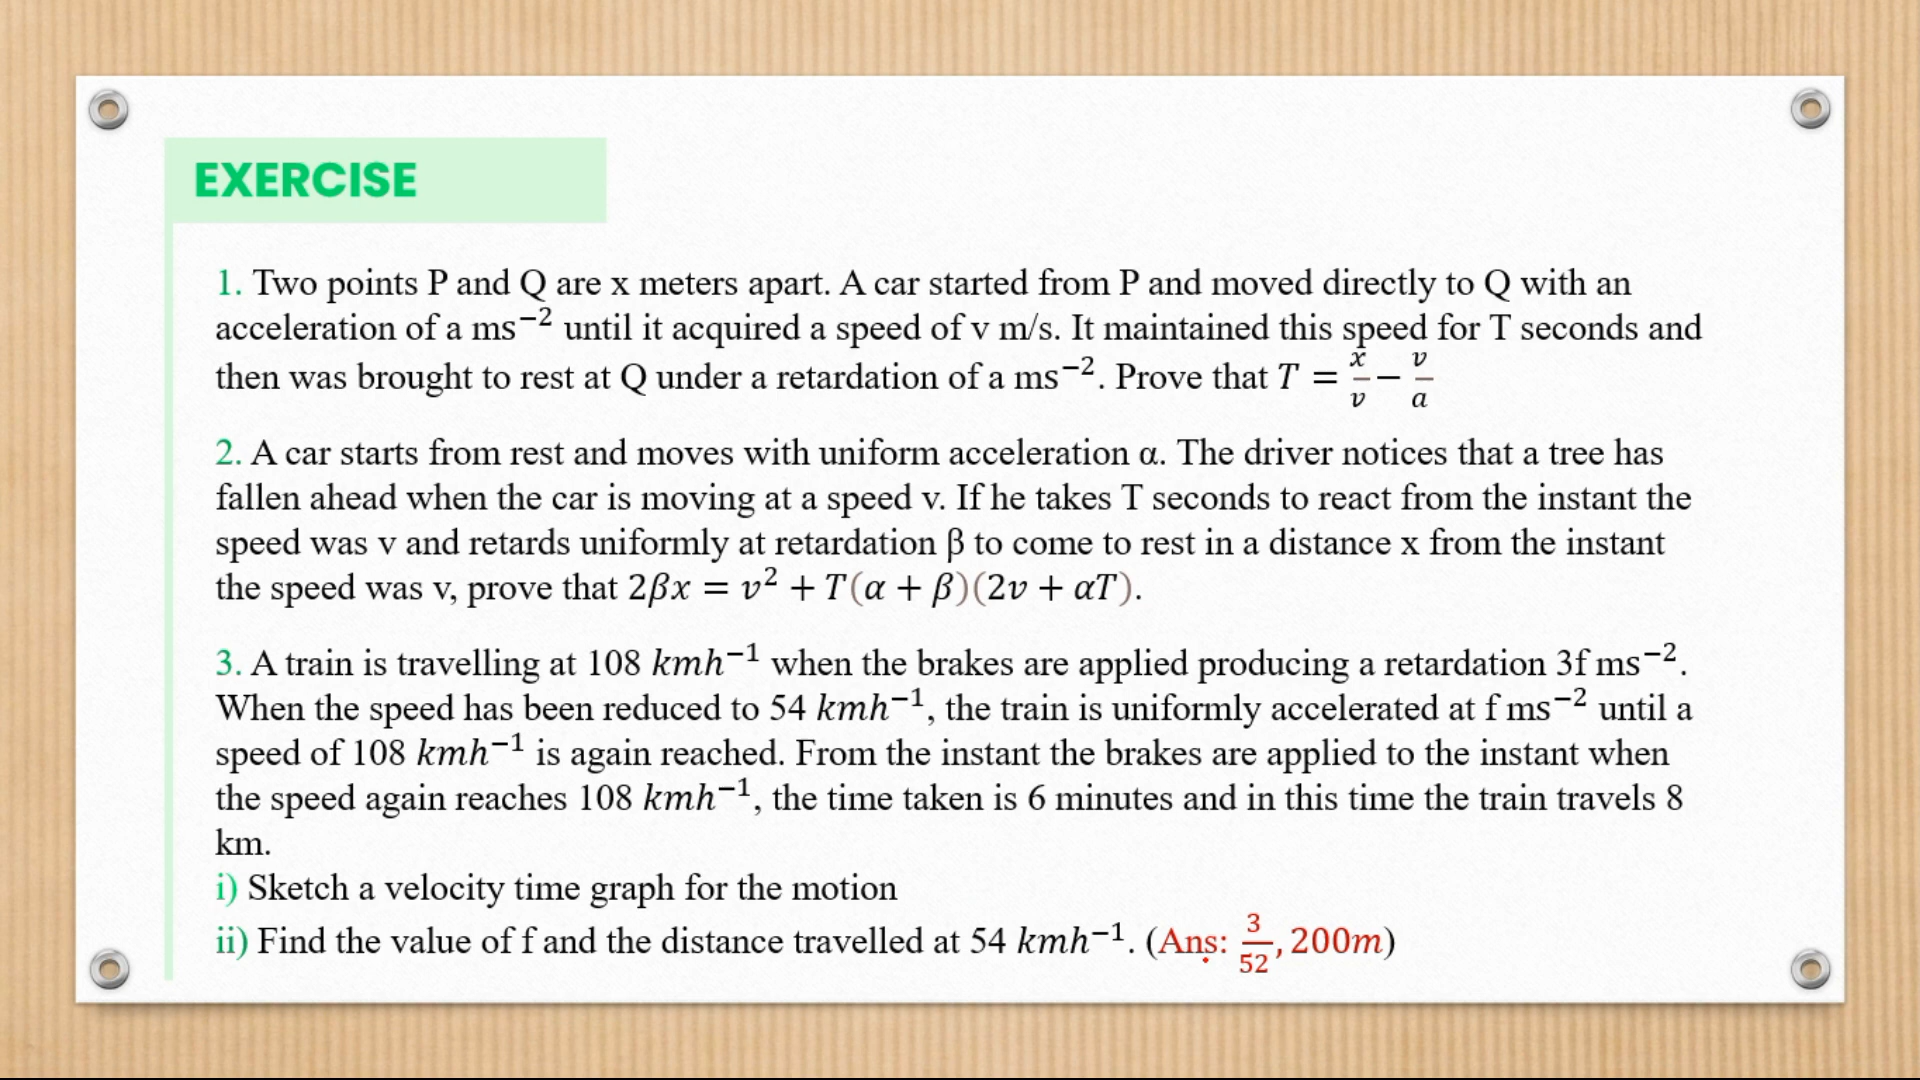 EXERCISE
1. Two points P and Q are x meters apart. A car started from P and moved directly to Q with an
acceleration of a ms⁻² until it acquired a speed of v m/s. It maintained this speed for T seconds and
then was brought to rest at Q under a retardation of a ms⁻². Prove that T = x/v − v/a
2. A car starts from rest and moves with uniform acceleration α. The driver notices that a tree has
fallen ahead when the car is moving at a speed v. If he takes T seconds to react from the instant the
speed was v and retards uniformly at retardation β to come to rest in a distance x from the instant
the speed was v, prove that 2βx = v² + T(α + β)(2v + αT).
3. A train is travelling at 108 kmh⁻¹ when the brakes are applied producing a retardation 3f ms⁻².
When the speed has been reduced to 54 kmh⁻¹, the train is uniformly accelerated at f ms⁻² until a
speed of 108 kmh⁻¹ is again reached. From the instant the brakes are applied to the instant when
the speed again reaches 108 kmh⁻¹, the time taken is 6 minutes and in this time the train travels 8
km.
i) Sketch a velocity time graph for the motion
ii) Find the value of f and the distance travelled at 54 kmh⁻¹. (Ans: 3/52, 200m)